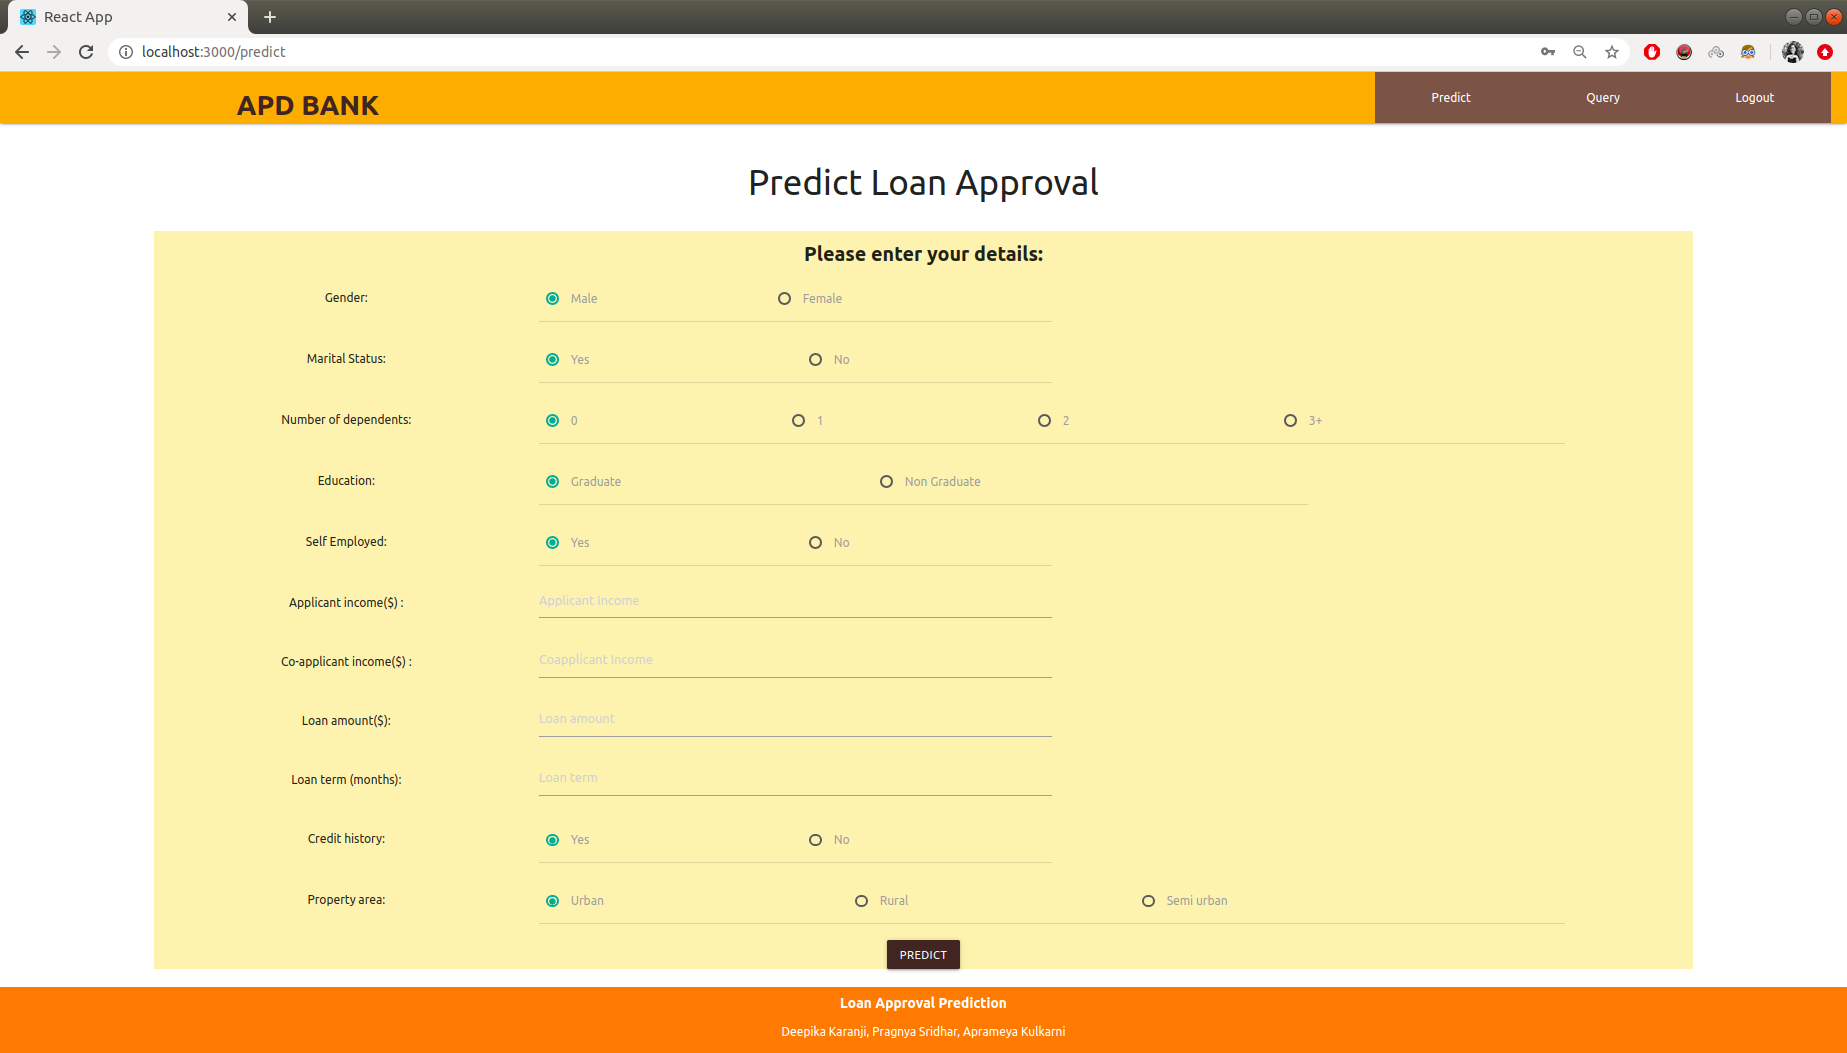 React App
localhost:3000/predict
APD BANK
Predict Query Logout
Predict Loan Approval
Please enter your details:
Gender: Male Female
Marital Status: Yes No
Number of dependents: 0 1 2 3+
Education: Graduate Non Graduate
Self Employed: Yes No
Applicant income($) : Applicant Income
Co-applicant income($) : Coapplicant Income
Loan amount($): Loan amount
Loan term (months): Loan term
Credit history: Yes No
Property area: Urban Rural Semi urban
PREDICT
Loan Approval Prediction
Deepika Karanji, Pragnya Sridhar, Aprameya Kulkarni